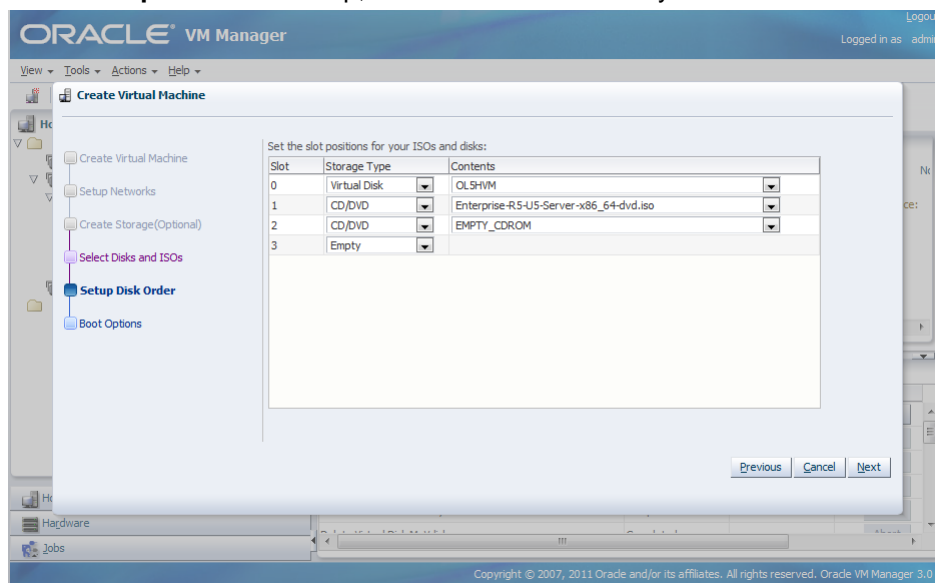 ORACLE VM Manager
Logged in as admi
View Tools Actions Help
Create Virtual Machine
Create Virtual Machine
Setup Networks
Create Storage(Optional)
Select Disks and ISOs
Setup Disk Order
Boot Options
Set the slot positions for your ISOs and disks:
Slot Storage Type Contents
0 Virtual Disk OL5HVM
1 CD/DVD Enterprise-R5-U5-Server-x86_64-dvd.iso
2 CD/DVD EMPTY_CDROM
3 Empty
Previous Cancel Next
Hardware
Jobs
Copyright © 2007, 2011 Oracle and/or its affiliates. All rights reserved. Oracle VM Manager 3.0